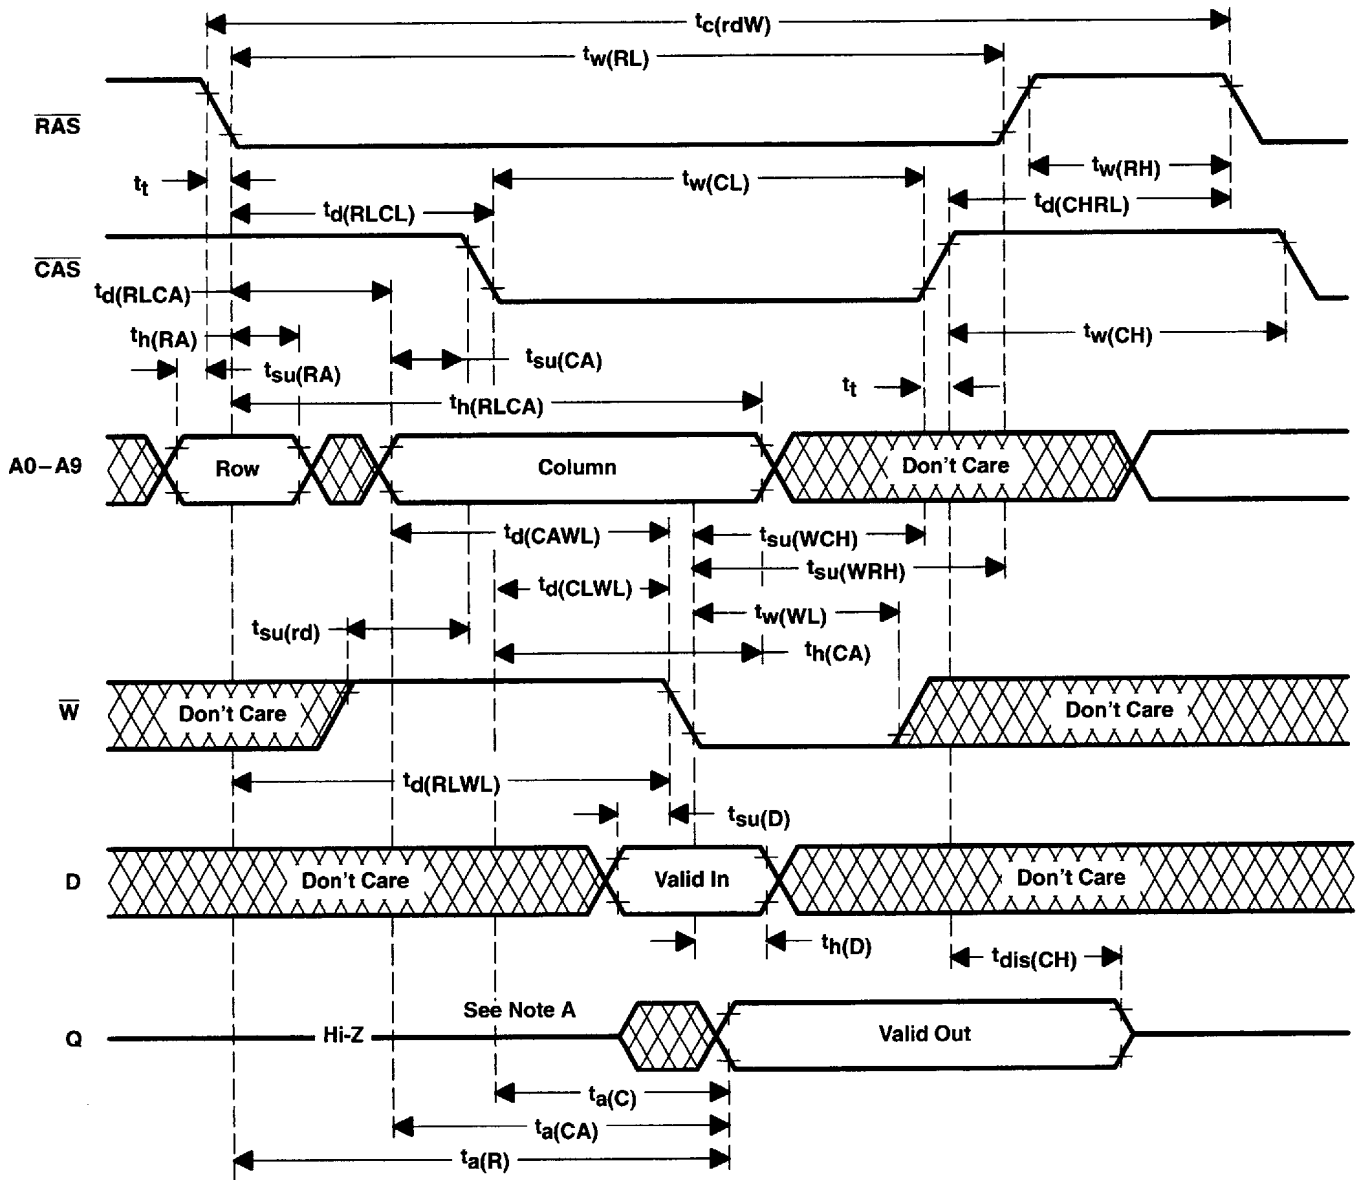 tc(rdW)
tw(RL)
RAS
tt
tw(CL)
tw(RH)
td(RLCL)
td(CHRL)
CAS
td(RLCA)
th(RA)
tw(CH)
tsu(RA)
tsu(CA)
tt
th(RLCA)
A0–A9
Row
Column
Don't Care
td(CAWL)
tsu(WCH)
tsu(WRH)
td(CLWL)
tw(WL)
tsu(rd)
th(CA)
W
Don't Care
Don't Care
td(RLWL)
tsu(D)
D
Don't Care
Valid In
Don't Care
th(D)
tdis(CH)
See Note A
Q
Hi-Z
Valid Out
ta(C)
ta(CA)
ta(R)